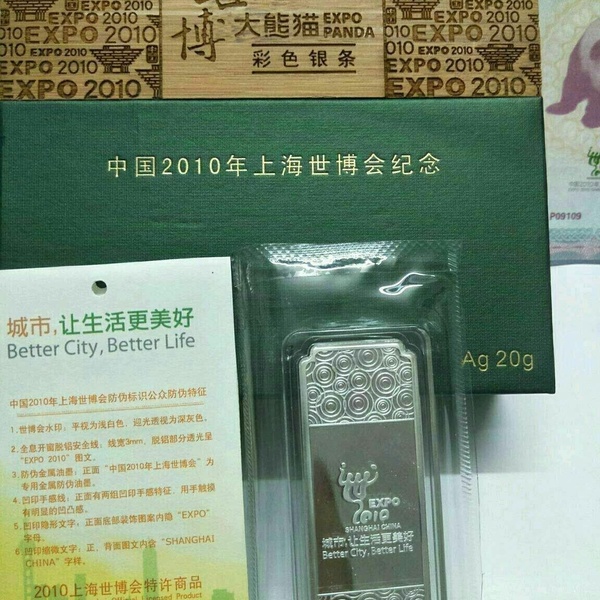 博
大熊猫 EXPO PANDA
彩色银条
EXPO 2010
EXPO 2010
EXPO 2010
EXPO 2010
中国2010年上海世博会纪念
P09109
Ag 20g
城市,让生活更美好
Better City, Better Life
中国2010年上海世博会防伪标识公众防伪特征
1.世博会水印，平视为浅白色，迎光透视为深灰色。
2.全息开窗脱铝安全线，线宽3mm，脱铝部分透光呈
“EXPO 2010”图文。
3.防伪金属油墨：正面“中国2010年上海世博会”为
专用金属防伪油墨。
4.凹印手感线：正面有两组凹印手感特征，用手触摸
有明显的凹凸感。
5.凹印隐形文字：正面底部装饰图案内隐“EXPO”
字母。
6.凹印缩微文字：正、背面图文内含“SHANGHAI
CHINA”字样。
2010上海世博会特许商品
Official Licensed Product
EXPO
2010
SHANGHAI CHINA
城市,让生活更美好
Better City, Better Life